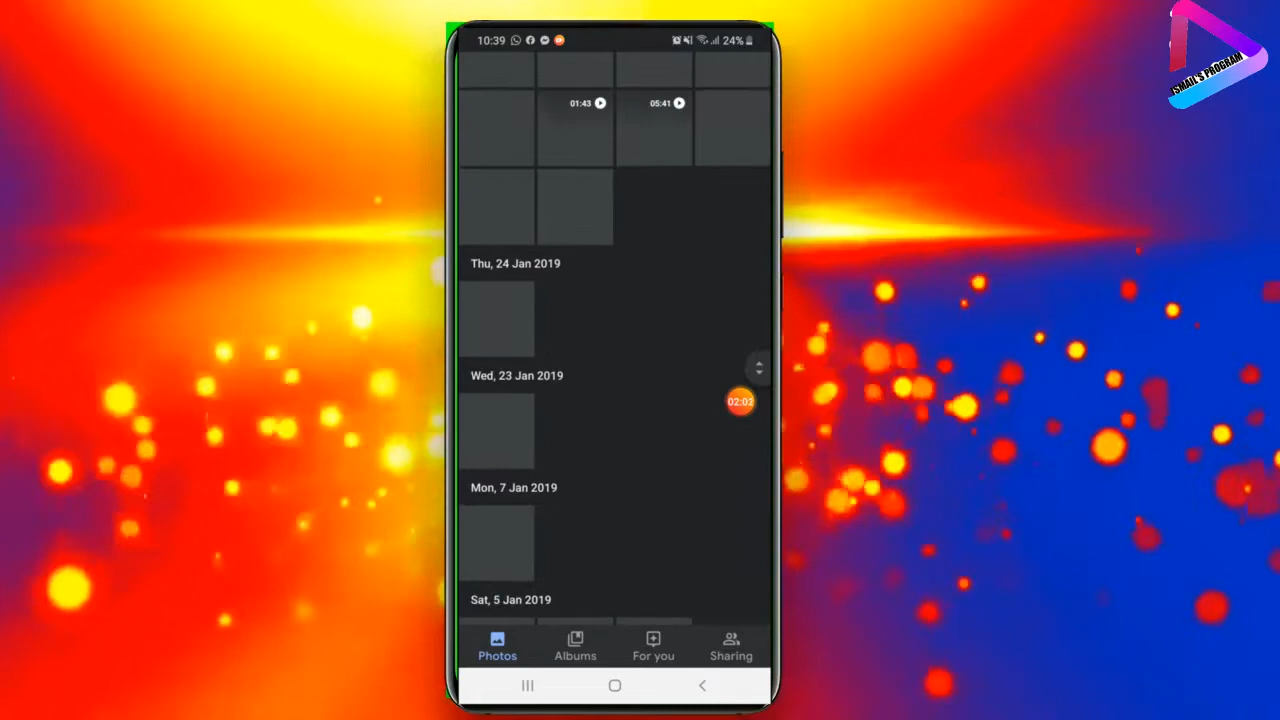 10:39
24%
ISMAIL'S PROGRAM
01:43
05:41
Thu, 24 Jan 2019
Wed, 23 Jan 2019
02:02
Mon, 7 Jan 2019
Sat, 5 Jan 2019
Photos
Albums
For you
Sharing